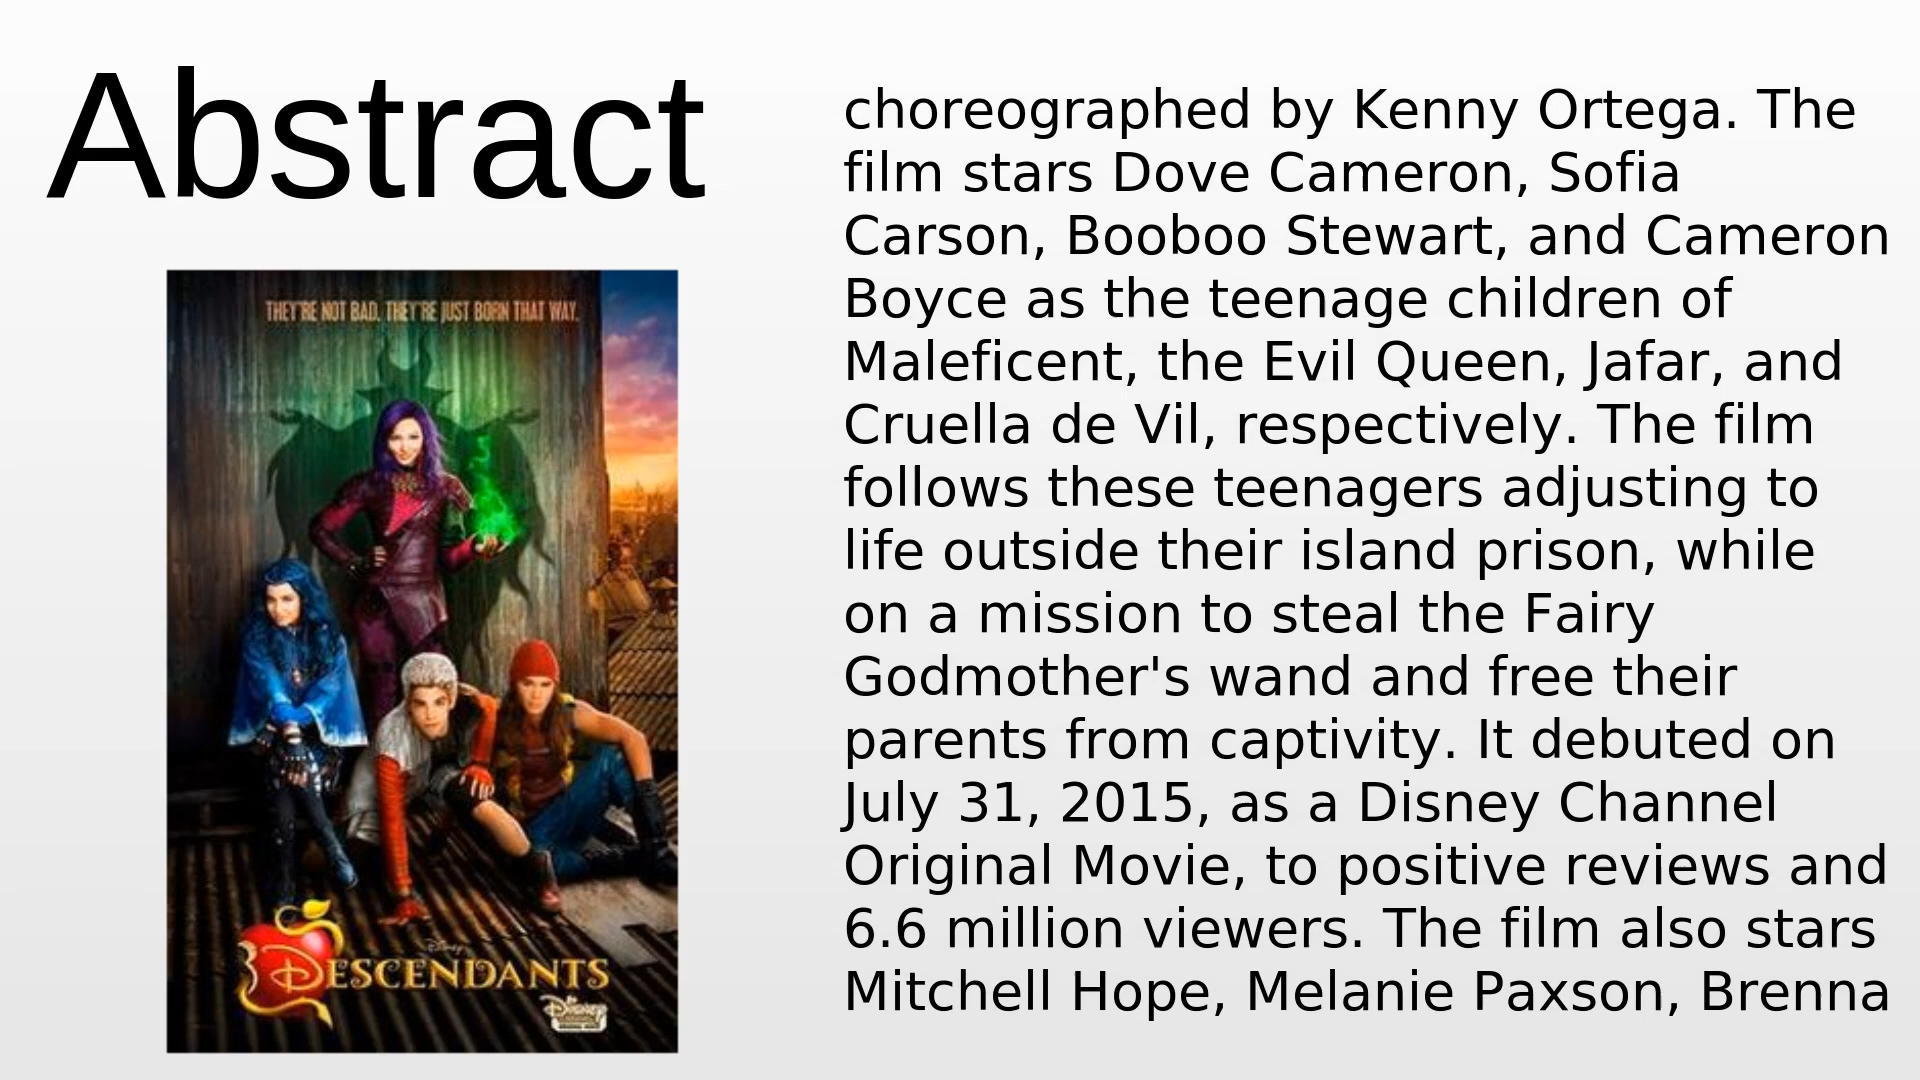 Abstract
THEY'RE NOT BAD, THEY'RE JUST BORN THAT WAY.
Disney
DESCENDANTS
Disney
choreographed by Kenny Ortega. The
film stars Dove Cameron, Sofia
Carson, Booboo Stewart, and Cameron
Boyce as the teenage children of
Maleficent, the Evil Queen, Jafar, and
Cruella de Vil, respectively. The film
follows these teenagers adjusting to
life outside their island prison, while
on a mission to steal the Fairy
Godmother's wand and free their
parents from captivity. It debuted on
July 31, 2015, as a Disney Channel
Original Movie, to positive reviews and
6.6 million viewers. The film also stars
Mitchell Hope, Melanie Paxson, Brenna